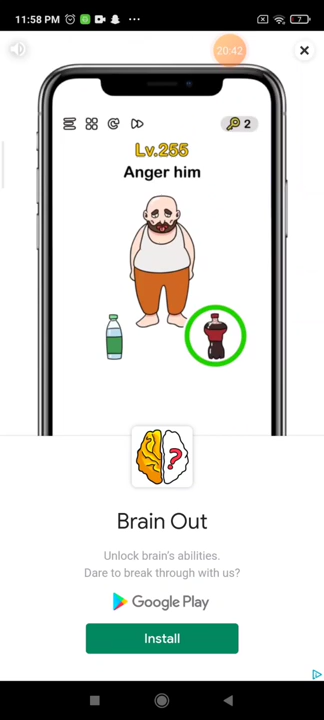 11:58 PM
7
20:42
Lv.255
2
Anger him
Brain Out
Unlock brain's abilities.
Dare to break through with us?
Google Play
Install